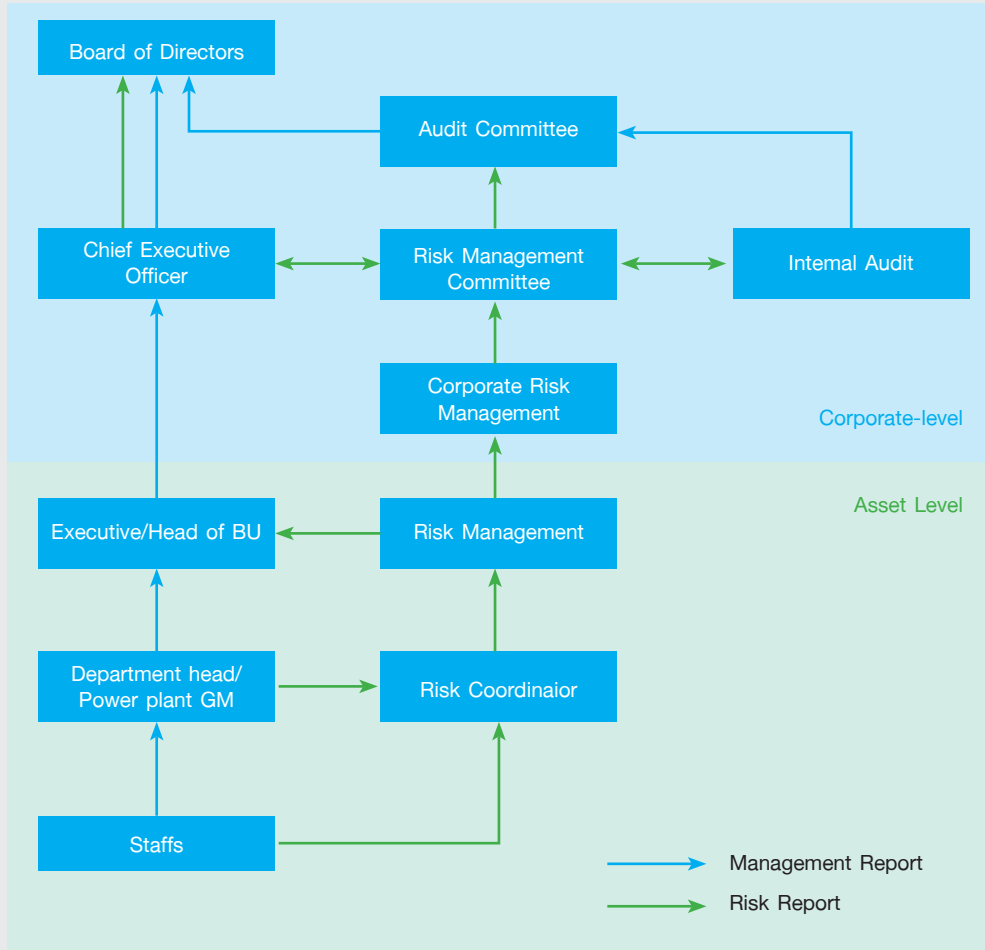 Board of Directors
Audit Committee
Chief Executive
Officer
Risk Management
Committee
Internal Audit
Corporate Risk
Management
Corporate-level
Asset Level
Executive/Head of BU
Risk Management
Department head/
Power plant GM
Risk Coordinaior
Staffs
Management Report
Risk Report